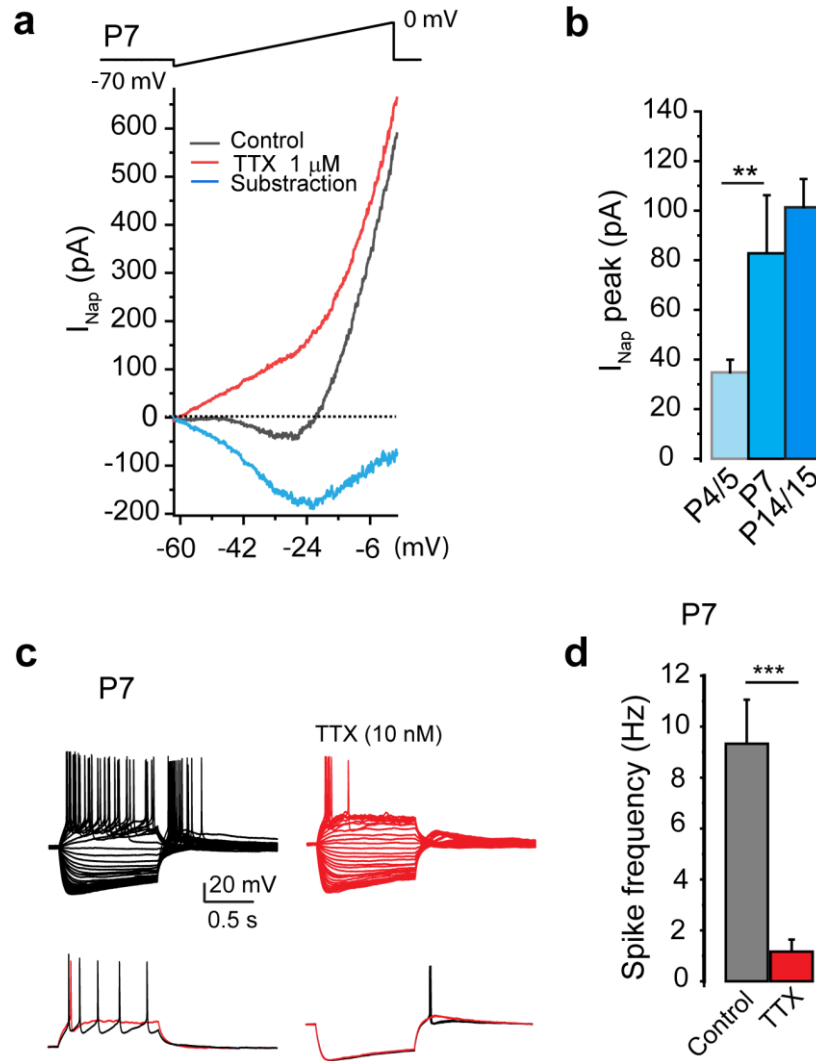 a
P7
0 mV
-70 mV
600
500
400
300
200
100
0
-100
-200
I_Nap (pA)
Control
TTX 1 μM
Substraction
-60 -42 -24 -6 (mV)
b
140
120
100
80
60
40
20
0
I_Nap peak (pA)
**
P4/5 P7 P14/15
c
P7
TTX (10 nM)
20 mV
0.5 s
P7
d
12
10
8
6
4
2
0
Spike frequency (Hz)
***
Control TTX